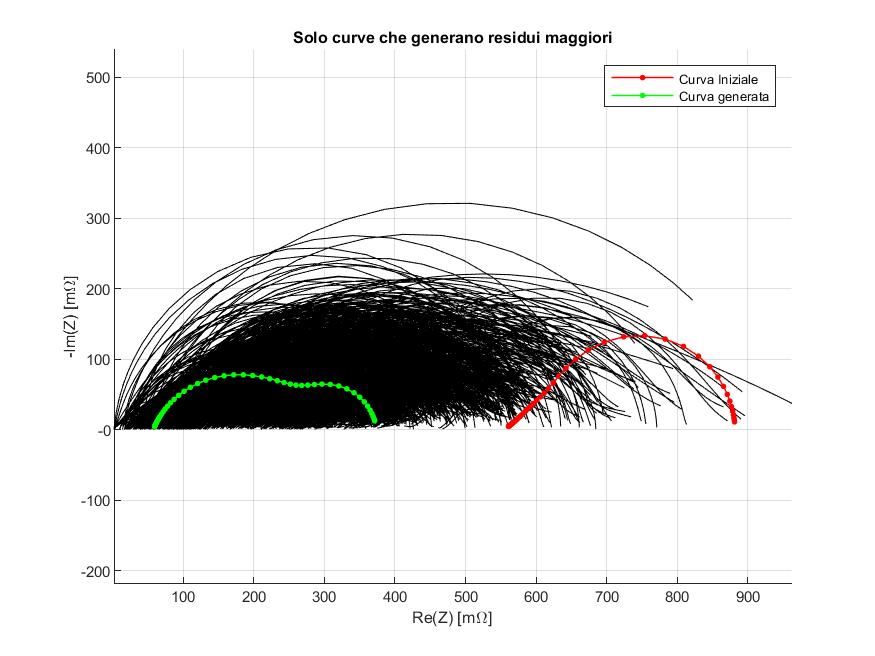 Solo curve che generano residui maggiori
Curva Iniziale
Curva generata
-Im(Z) [mΩ]
500
400
300
200
100
-0
-100
-200
100 200 300 400 500 600 700 800 900
Re(Z) [mΩ]